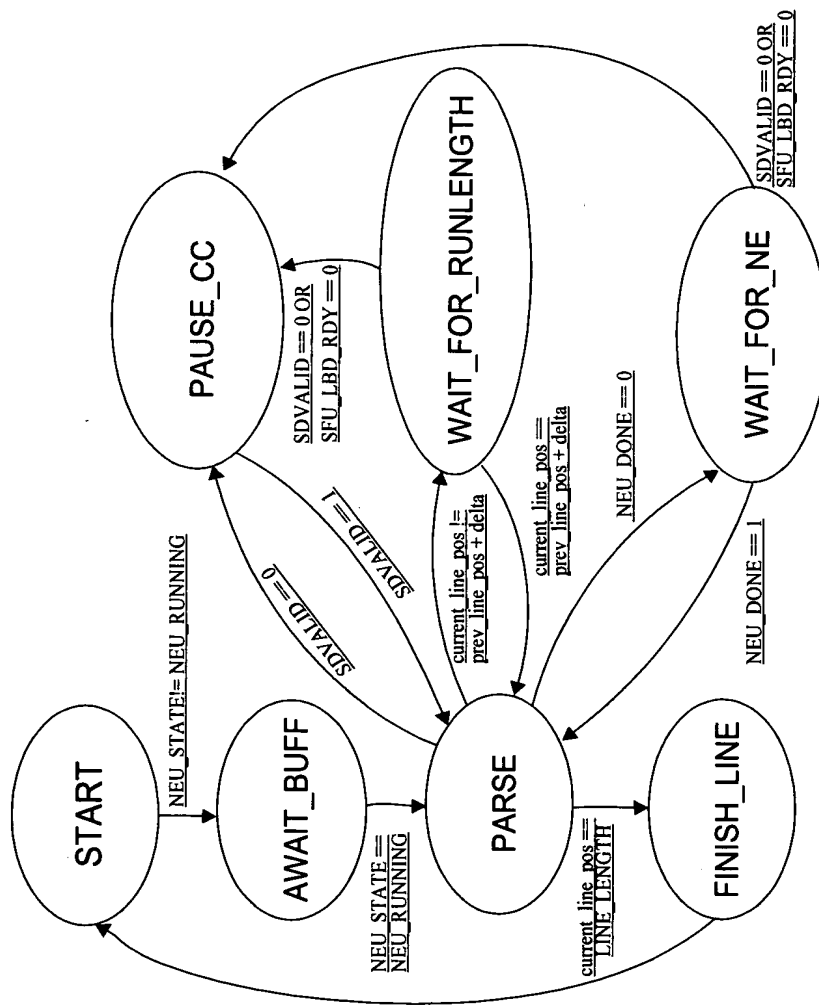 START
NEU_STATE!= NEU_RUNNING
AWAIT_BUFF
NEU_STATE ==
NEU_RUNNING
PARSE
current_line_pos ==
LINE_LENGTH
FINISH_LINE
PAUSE_CC
SDVALID == 0
SDVALID == 1
SDVALID == 0 OR
SFU_LBD_RDY == 0
WAIT_FOR_RUNLENGTH
current_line_pos !=
prev_line_pos + delta
current_line_pos ==
prev_line_pos + delta
NEU_DONE == 0
NEU_DONE == 1
WAIT_FOR_NE
SDVALID == 0 OR
SFU_LBD_RDY == 0